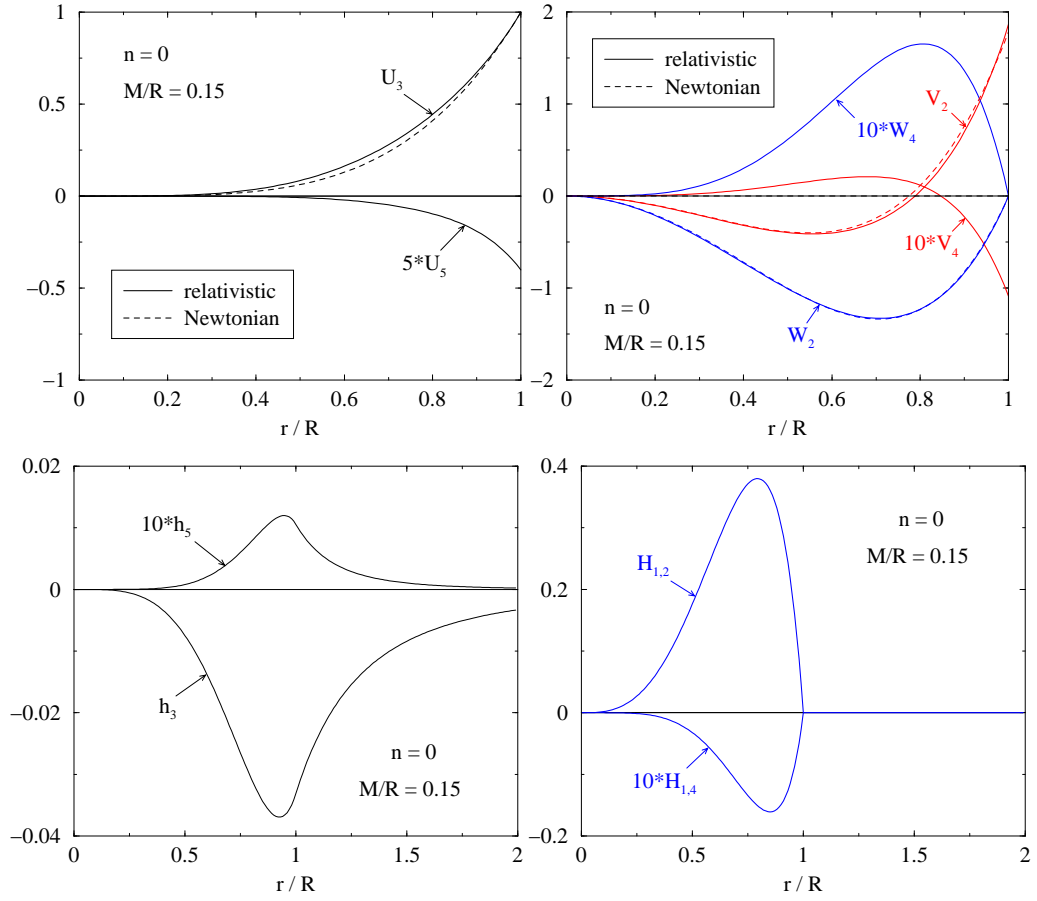 1
0.5
0
−0.5
−1
n = 0
M/R = 0.15
U₃
5*U₅
relativistic
Newtonian
0
0.2
0.4
0.6
0.8
1
r / R
2
1
0
−1
−2
relativistic
Newtonian
10*W₄
V₂
10*V₄
W₂
n = 0
M/R = 0.15
0
0.2
0.4
0.6
0.8
1
r / R
0.02
0
−0.02
−0.04
10*h₅
h₃
n = 0
M/R = 0.15
0
0.5
1
1.5
2
r / R
0.4
0.2
0
−0.2
n = 0
M/R = 0.15
H₁,₂
10*H₁,₄
0
0.5
1
1.5
2
r / R